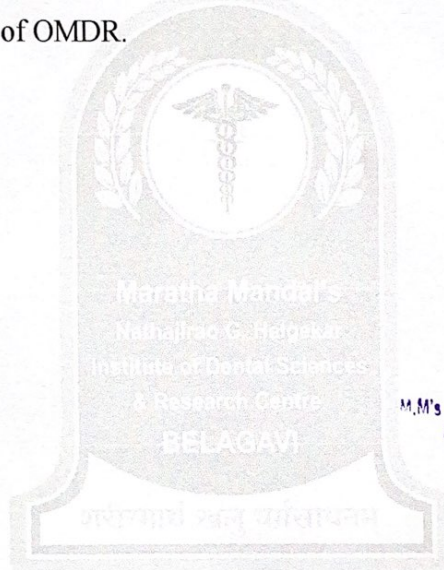 of OMDR.
Maratha Mandal's
Nathajirao G. Halgekar
Institute of Dental Sciences
& Research Centre
BELAGAVI
M.M's